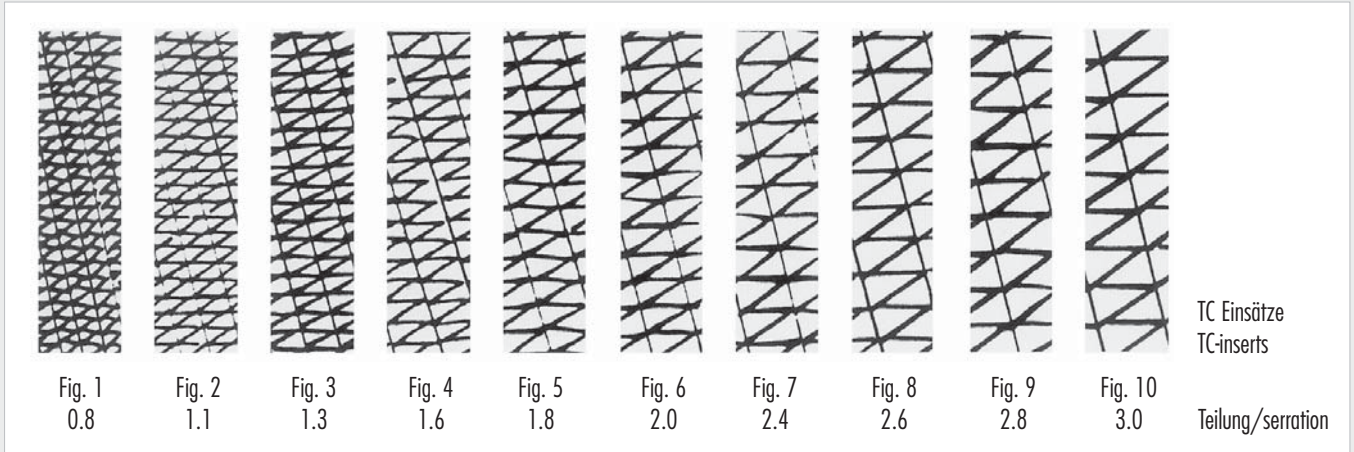 TC Einsätze
TC-inserts
Fig. 1 Fig. 2 Fig. 3 Fig. 4 Fig. 5 Fig. 6 Fig. 7 Fig. 8 Fig. 9 Fig. 10
0.8 1.1 1.3 1.6 1.8 2.0 2.4 2.6 2.8 3.0 Teilung/serration